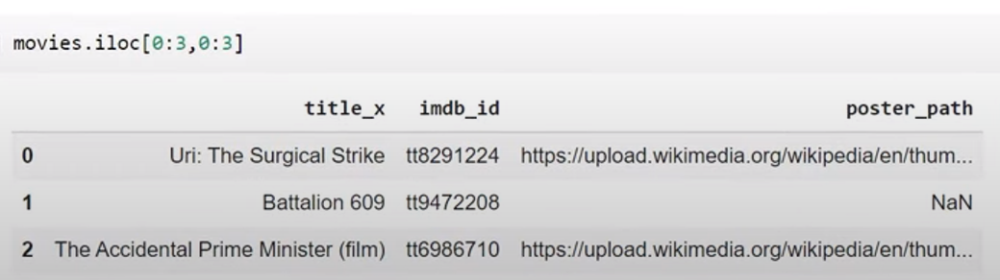 movies.iloc[0:3,0:3]
title_x imdb_id poster_path
0 Uri: The Surgical Strike tt8291224 https://upload.wikimedia.org/wikipedia/en/thum...
1 Battalion 609 tt9472208 NaN
2 The Accidental Prime Minister (film) tt6986710 https://upload.wikimedia.org/wikipedia/en/thum...